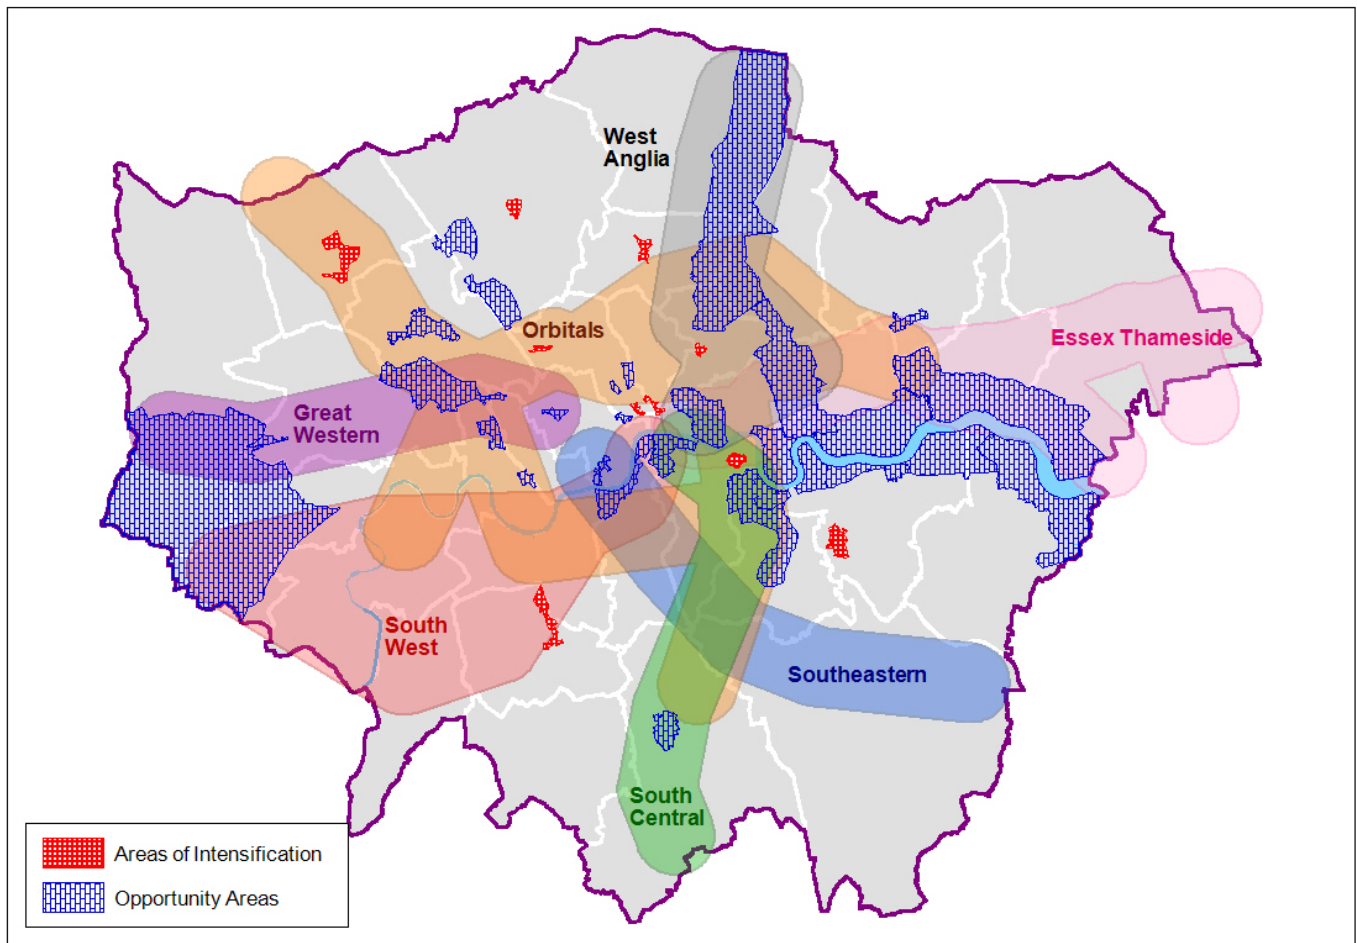 West
Anglia
Orbitals
Essex Thameside
Great
Western
South
West
Southeastern
South
Central
Areas of Intensification
Opportunity Areas